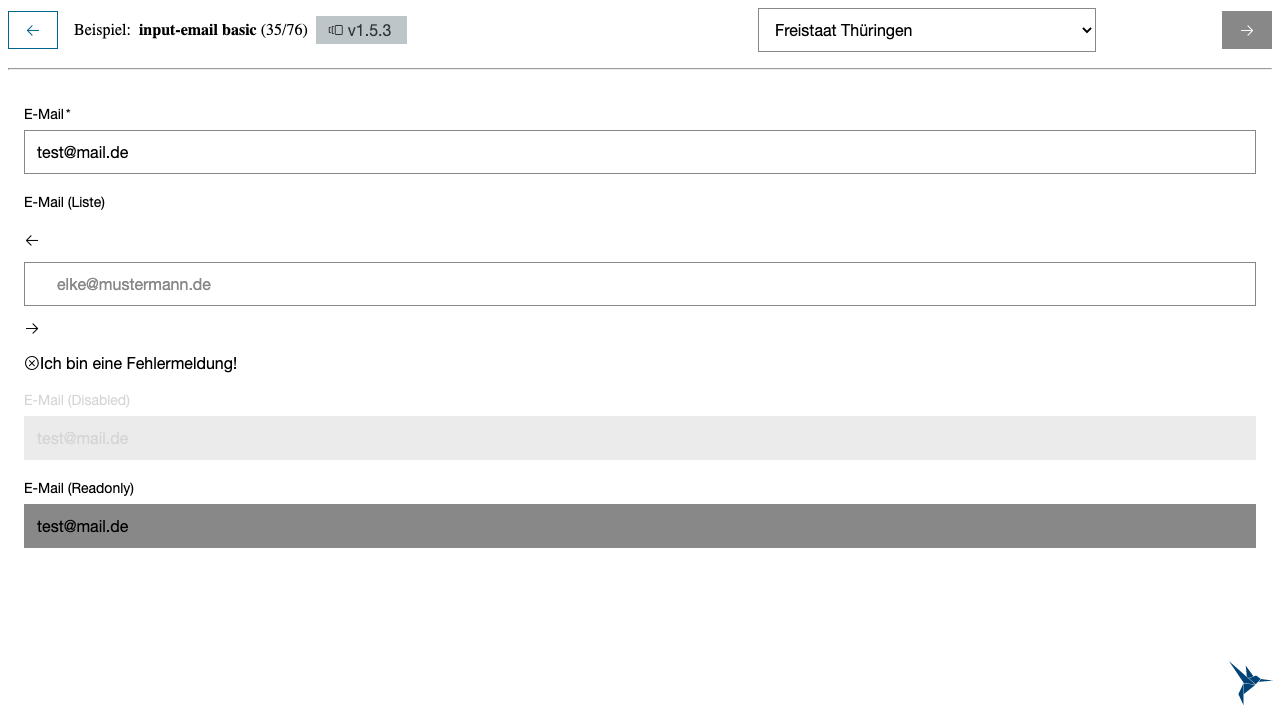 Beispiel: input-email basic (35/76) v1.5.3 Freistaat Thüringen
E-Mail*
test@mail.de
E-Mail (Liste)
elke@mustermann.de
Ich bin eine Fehlermeldung!
E-Mail (Disabled)
test@mail.de
E-Mail (Readonly)
test@mail.de